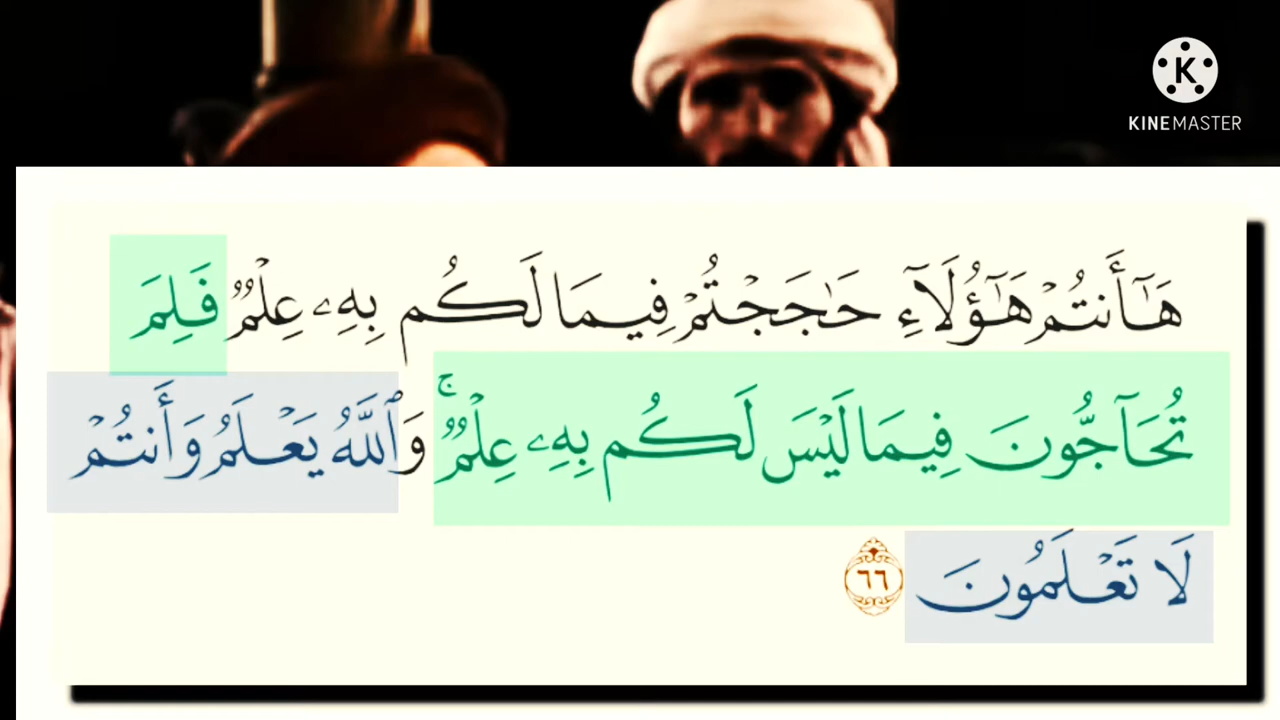 KINEMASTER
هَٰٓأَنتُمْ هَٰٓؤُلَآءِ حَٰجَجْتُمْ فِيمَا لَكُم بِهِۦ عِلْمٌ فَلِمَ
تُحَآجُّونَ فِيمَا لَيْسَ لَكُم بِهِۦ عِلْمٌ ۚ وَٱللَّهُ يَعْلَمُ وَأَنتُمْ
لَا تَعْلَمُونَ ٦٦